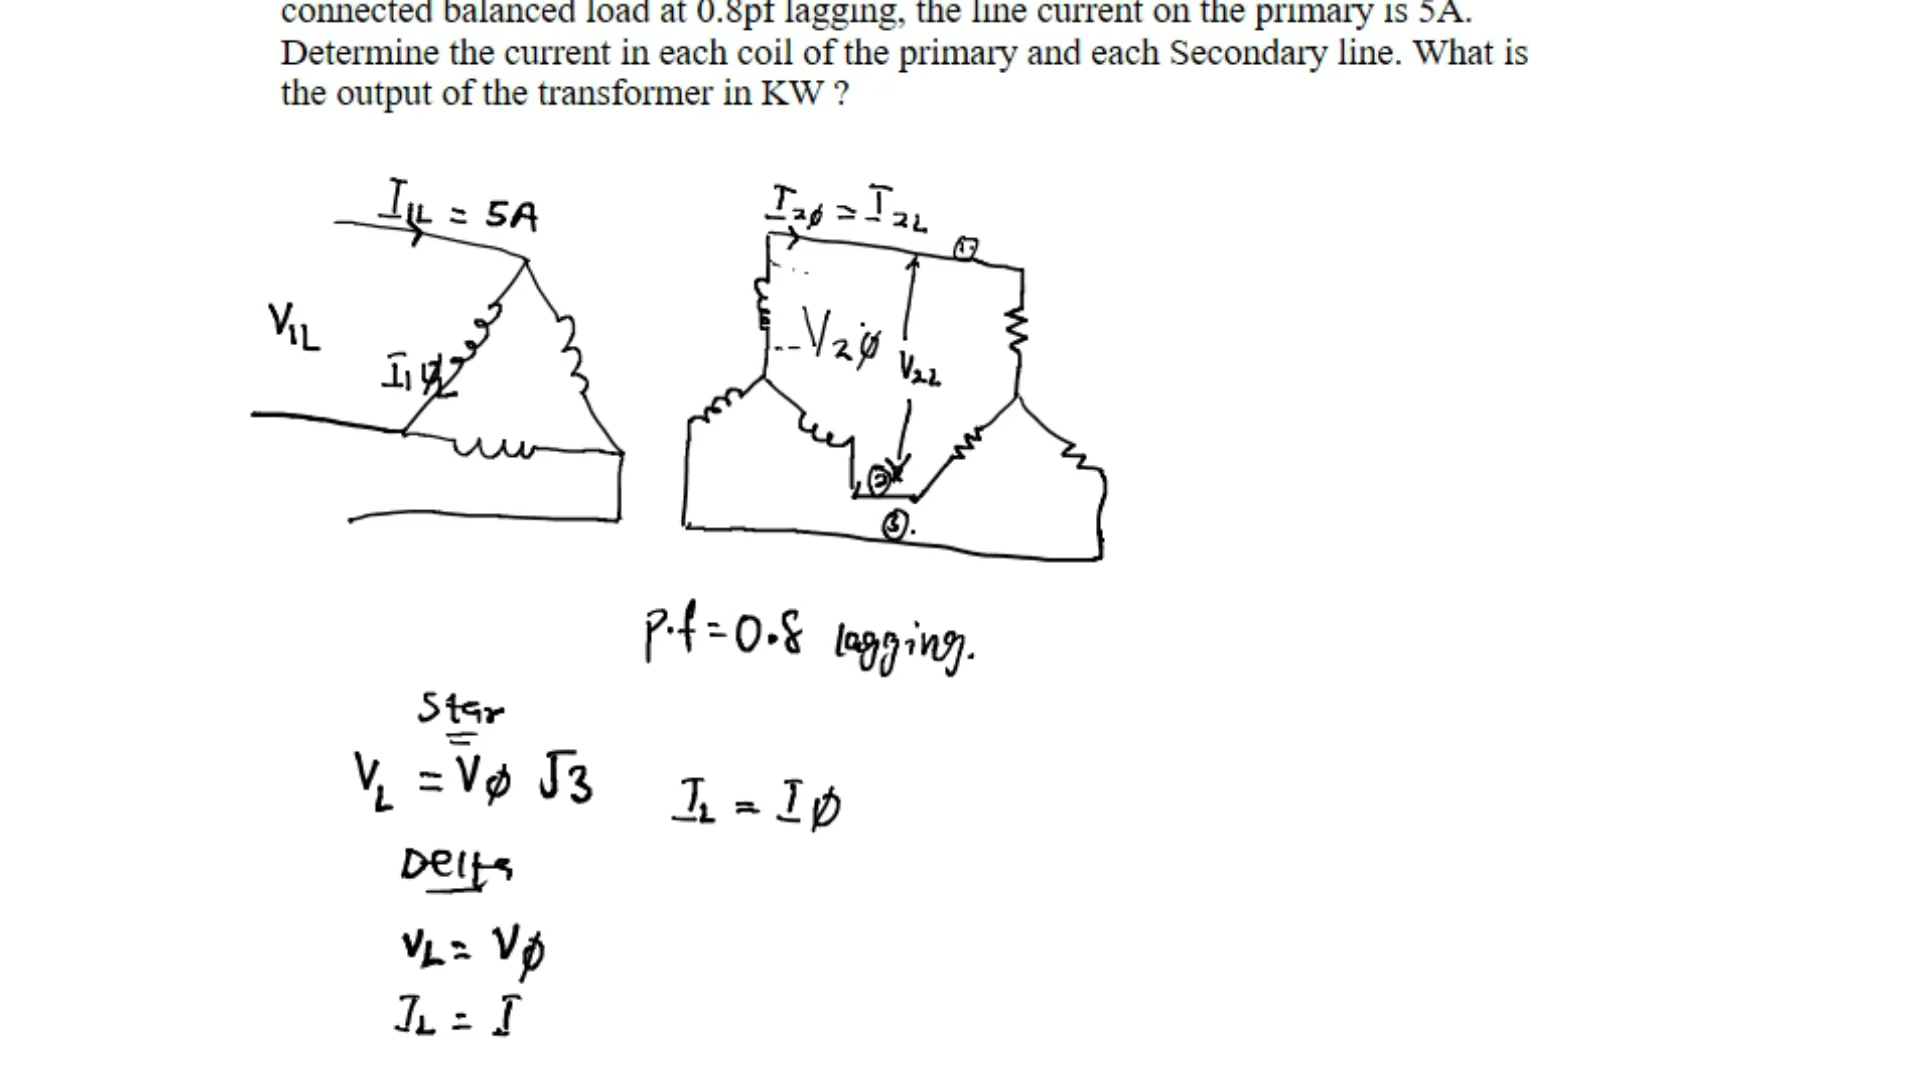 connected balanced load at 0.8pf lagging, the line current on the primary is 5A.
Determine the current in each coil of the primary and each Secondary line. What is
the output of the transformer in KW ?
I1L = 5A
I2ϕ = I2L
1
V1L
I1ϕ
V2ϕ
V2L
2
3.
P.f = 0.8 lagging.
Star
VL = Vϕ √3
IL = Iϕ
Delta
VL = Vϕ
IL = I